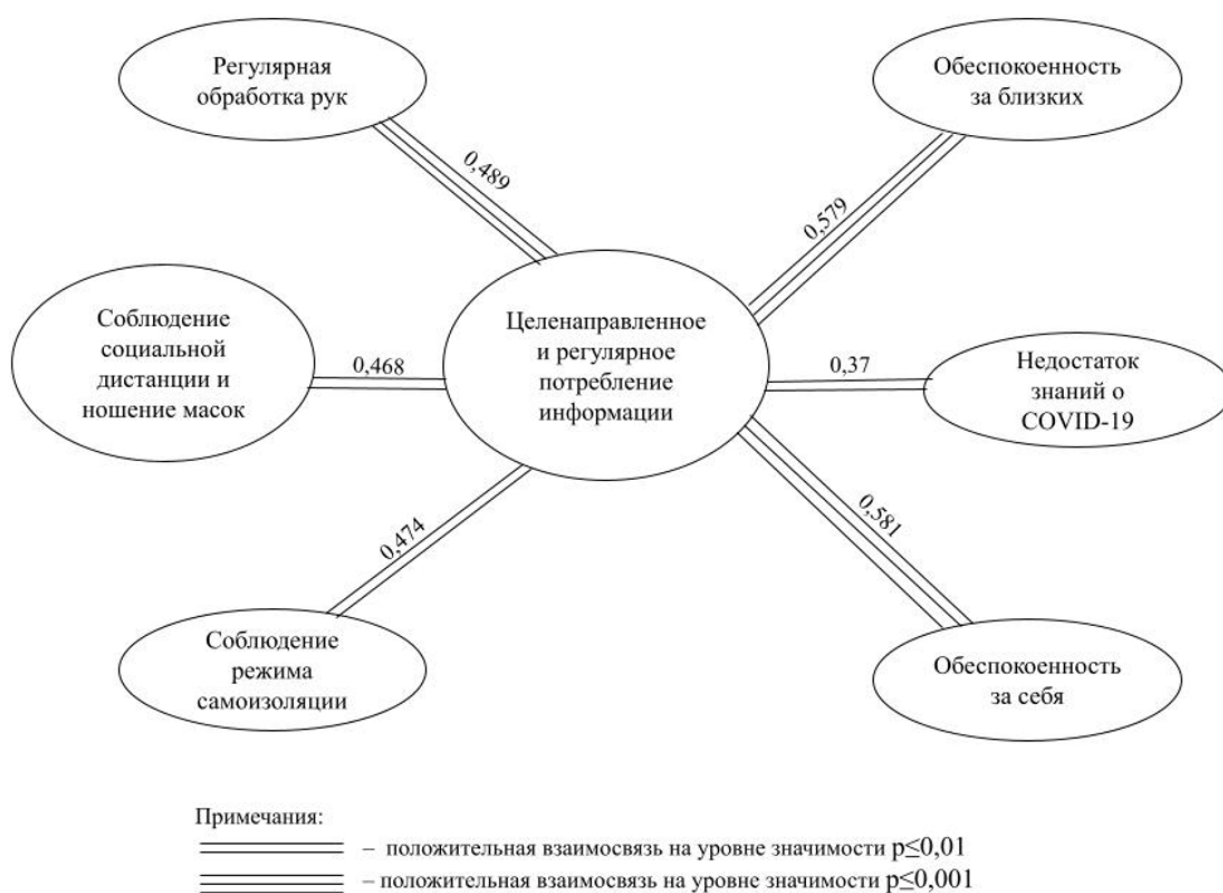 Регулярная
обработка рук
Обеспокоенность
за близких
0,489
0,579
Соблюдение
социальной
дистанции и
ношение масок
0,468
Целенаправленное
и регулярное
потребление
информации
0,37
Недостаток
знаний о
COVID-19
0,474
0,581
Соблюдение
режима
самоизоляции
Обеспокоенность
за себя
Примечания:
– положительная взаимосвязь на уровне значимости p≤0,01
– положительная взаимосвязь на уровне значимости p≤0,001